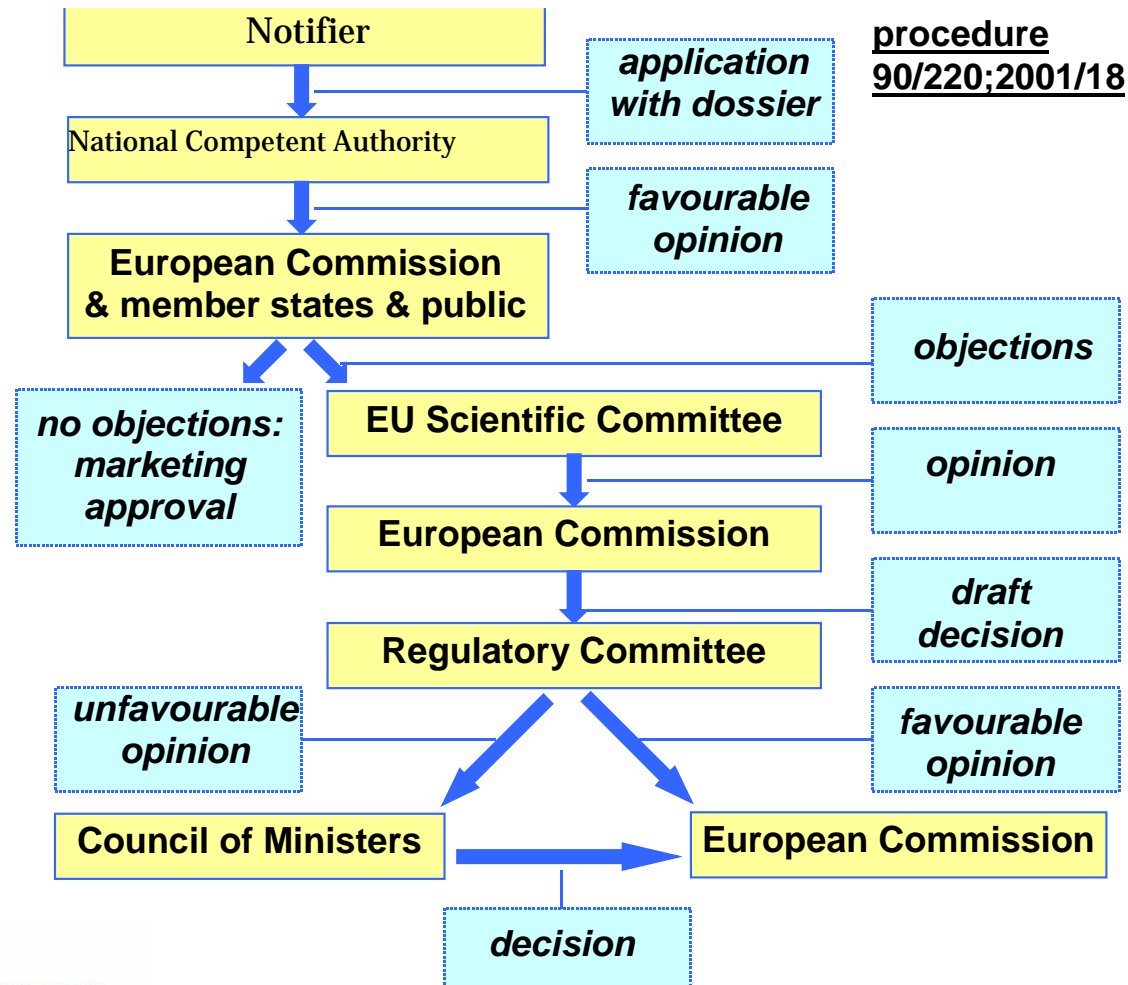 Notifier
procedure
90/220;2001/18
application
with dossier
National Competent Authority
favourable
opinion
European Commission
& member states & public
objections
no objections:
marketing
approval
EU Scientific Committee
opinion
European Commission
draft
decision
Regulatory Committee
unfavourable
opinion
favourable
opinion
Council of Ministers
European Commission
decision